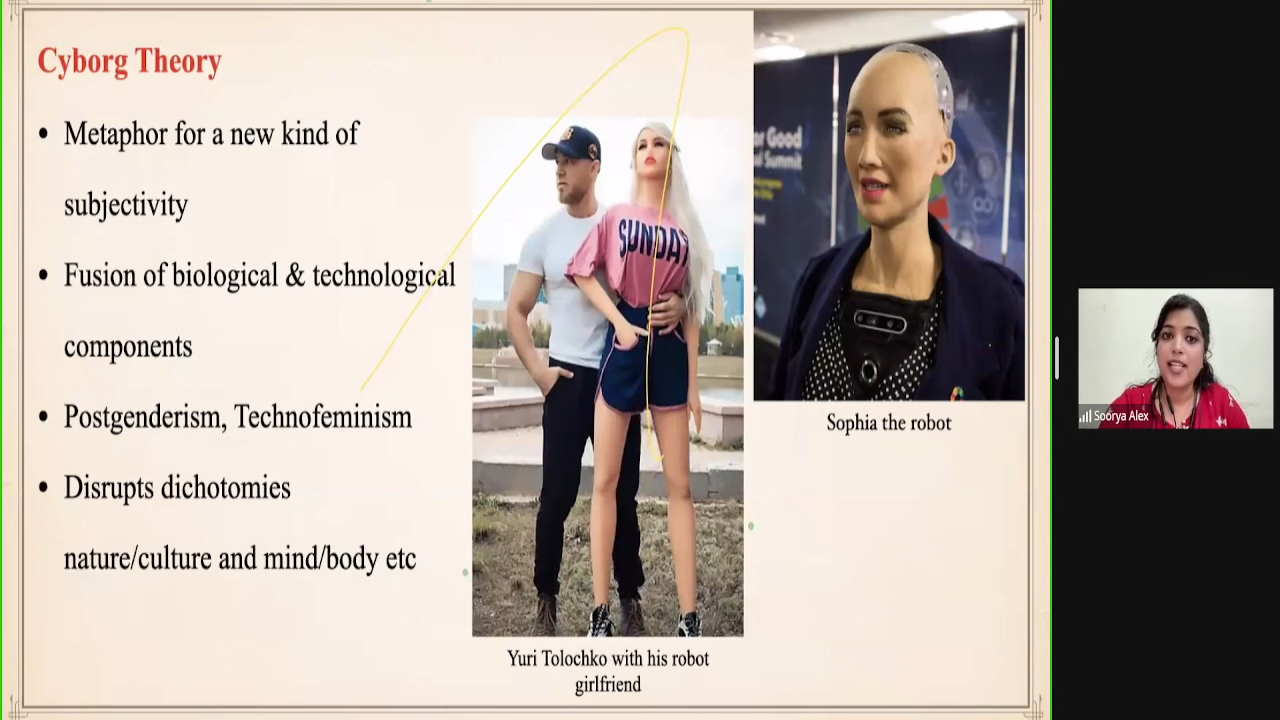 Cyborg Theory
• Metaphor for a new kind of
subjectivity
• Fusion of biological & technological
components
• Postgenderism, Technofeminism
• Disrupts dichotomies
nature/culture and mind/body etc
SUNDAY
Yuri Tolochko with his robot
girlfriend
Good
Summit
Sophia the robot
Soorya Alex